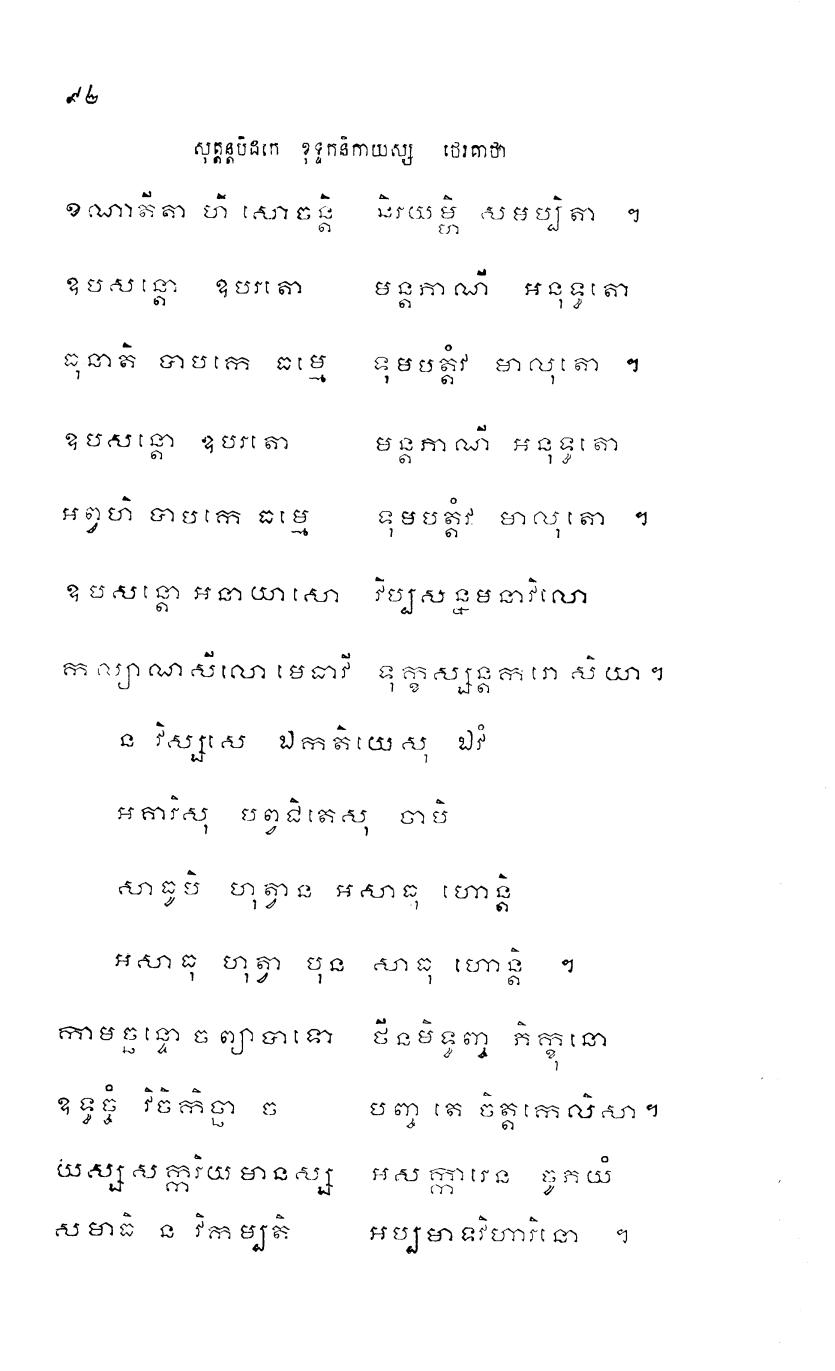 ៩៤
សុត្តន្តបិដកេ ខុទ្ទកនិកាយស្ស ថេរគាថា
ខណាតីតា ហិ សោចន្តិ និរយម្ហិ សមប្បិតា ។
ឧបសន្តោ ឧបរតោ មន្តភាណី អនុទ្ធតោ
ធុនាតិ បាបកេ ធម្មេ ទុមបត្តំវ មាលុតោ ។
ឧបសន្តោ ឧបរតោ មន្តភាណី អនុទ្ធតោ
អព្វហិ បាបកេ ធម្មេ ទុមបត្តំវ មាលុតោ ។
ឧបសន្តោ អនាយាសោ វិប្បសន្នមនាវិលោ
កល្យាណសីលោ មេធាវី ទុក្ខស្សន្តករោ សិយា។
ន វិស្សសេ ឯកតិយេសុ ឯវំ
អគារិសុ បព្វជិតេសុ ចាបិ
សាធូបិ ហុត្វាន អសាធុ ហោន្តិ
អសាធុ ហុត្វា បុន សាធុ ហោន្តិ ។
កាមច្ឆន្ទោ ច ព្យាបាទោ ថីនមិទ្ធញ្ច ភិក្ខុនោ
ឧទ្ធច្ចំ វិចិកិច្ឆា ច បញ្ច តេ ចិត្តកេលិសា។
យស្ស សក្ការិយមានស្ស អសក្ការេន ចូភយំ
សមាធិ ន វិកម្បតិ អប្បមាទវិហារិនោ ។